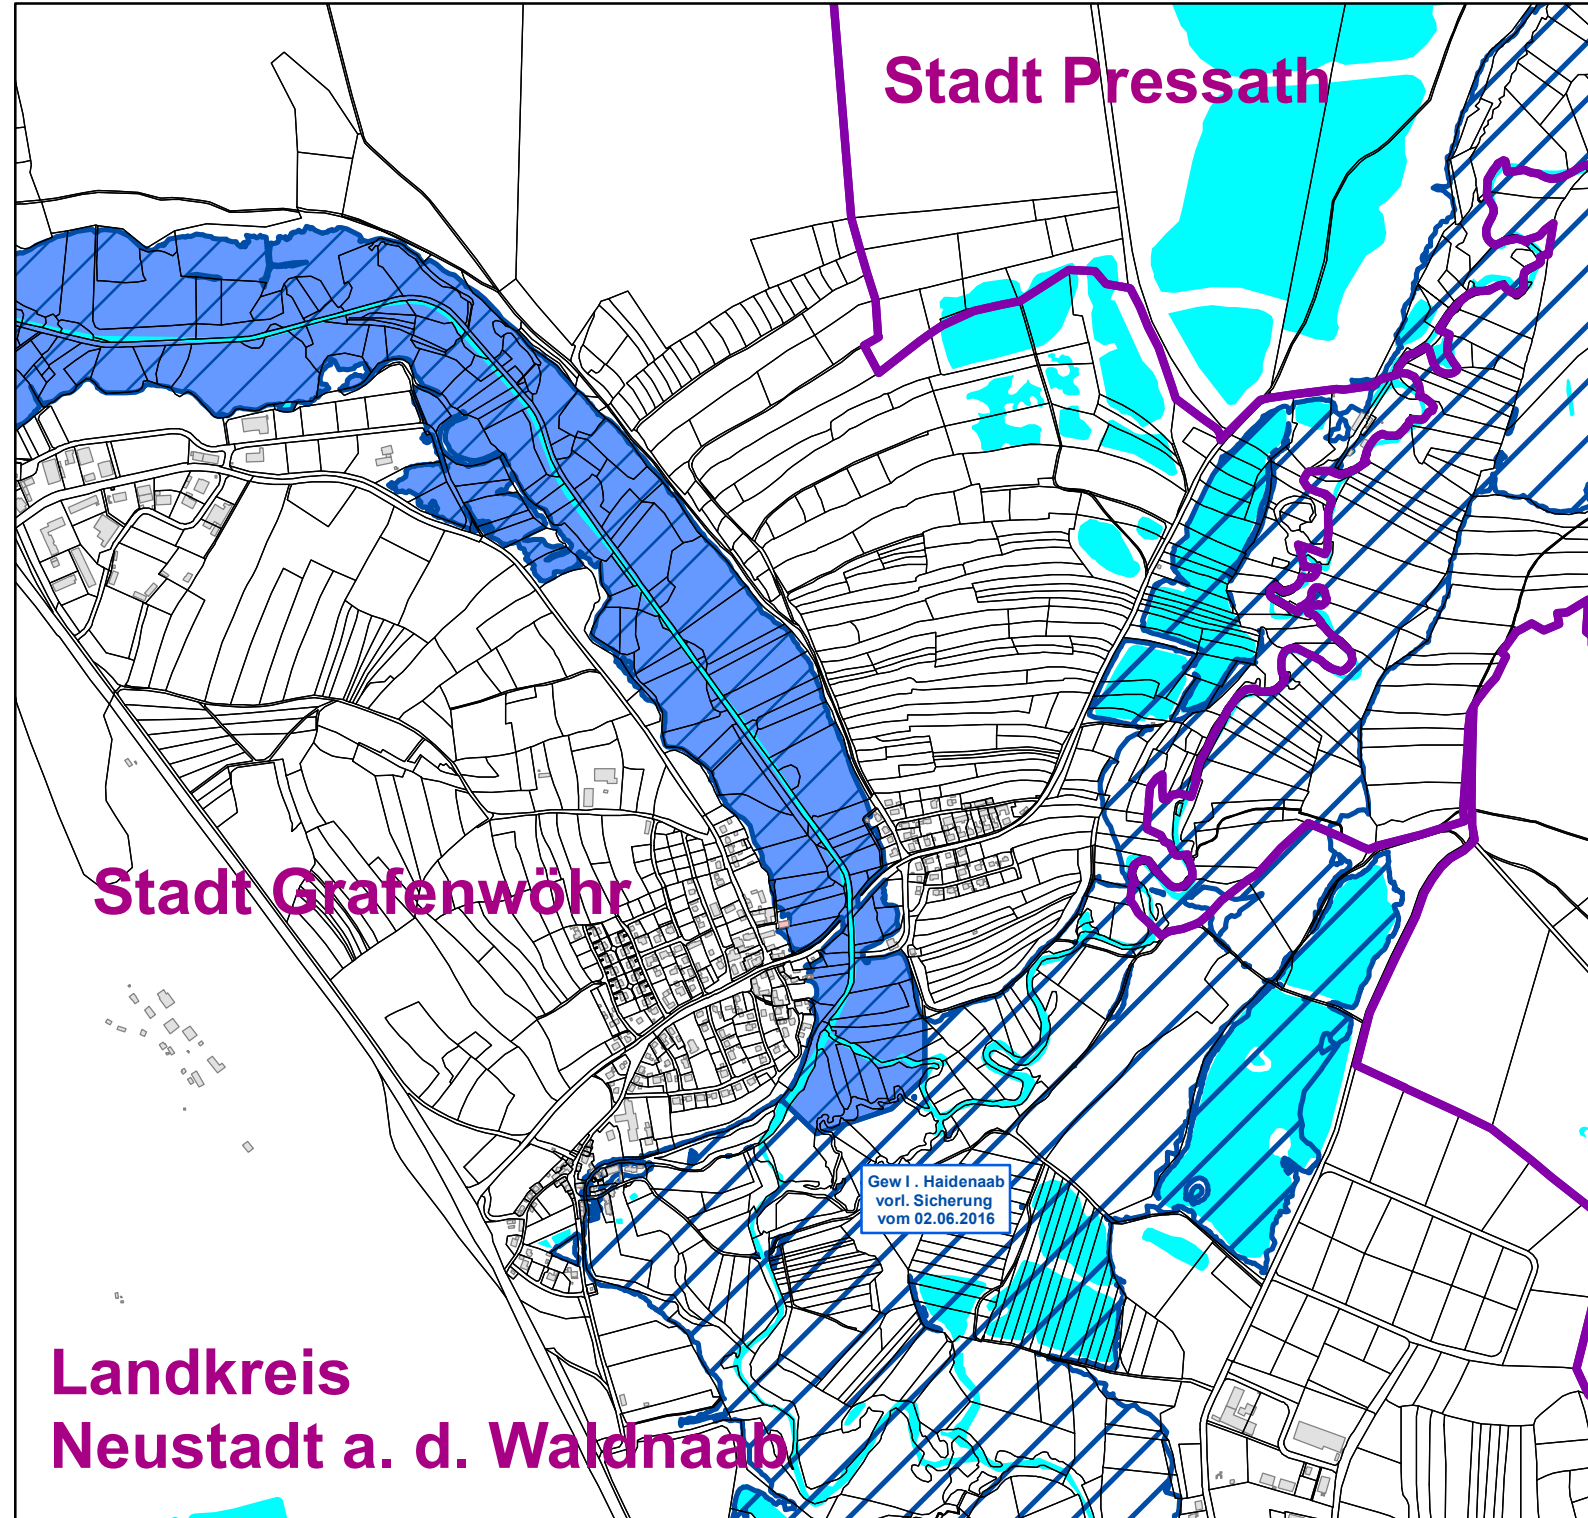 Stadt Pressath
Stadt Grafenwöhr
Gew I . Haidenaab
vorl. Sicherung
vom 02.06.2016
Landkreis
Neustadt a. d. Waldnaab